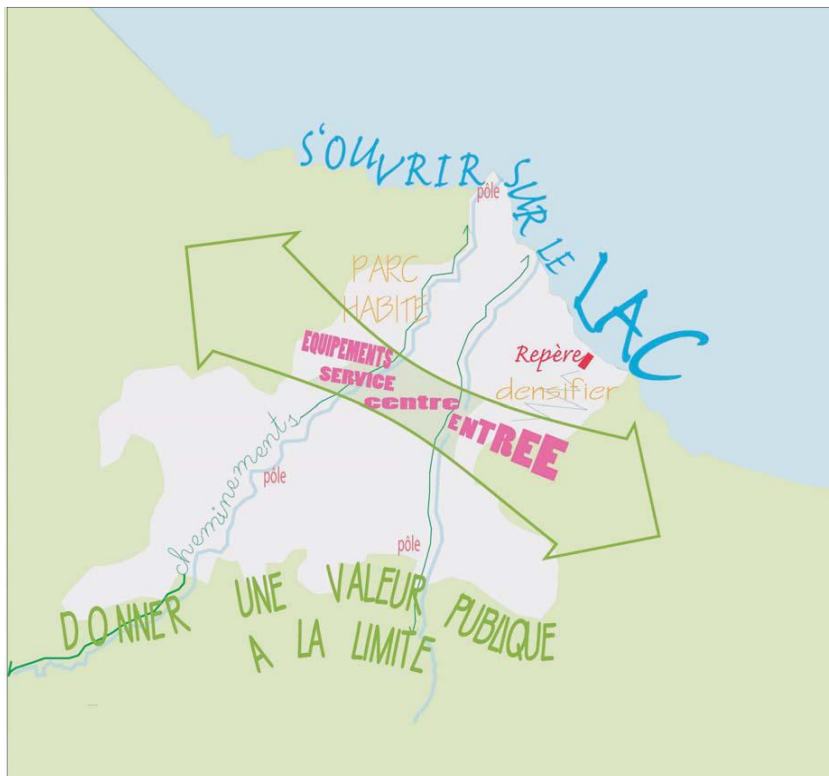 S'OUVRIR SUR LE LAC
pôle
PARC
HABITÉ
EQUIPEMENTS
SERVICE
centre
ENTREE
Repère
densifier
cheminements
pôle
pôle
DONNER UNE VALEUR PUBLIQUE
A LA LIMITE